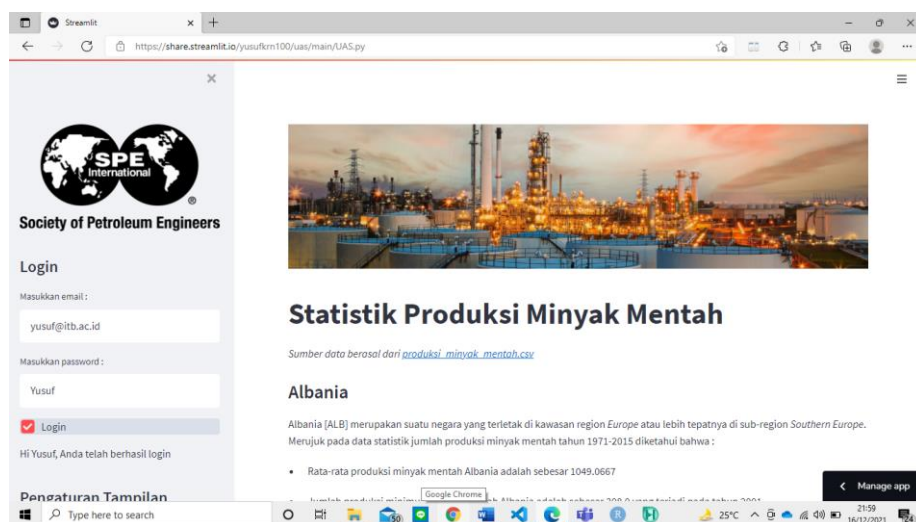 Streamlit
https://share.streamlit.io/yusufkrn100/uas/main/UAS.py
SPE
International
®
Society of Petroleum Engineers
Login
Masukkan email :
yusuf@itb.ac.id
Masukkan password :
Yusuf
Login
Hi Yusuf, Anda telah berhasil login
Pengaturan Tampilan
Statistik Produksi Minyak Mentah
Sumber data berasal dari produksi_minyak_mentah.csv
Albania
Albania [ALB] merupakan suatu negara yang terletak di kawasan region Europe atau lebih tepatnya di sub-region Southern Europe.
Merujuk pada data statistik jumlah produksi minyak mentah tahun 1971-2015 diketahui bahwa :
Rata-rata produksi minyak mentah Albania adalah sebesar 1049.0667
Google Chrome
Manage app
Type here to search
50
25°C
21:59
16/12/2021